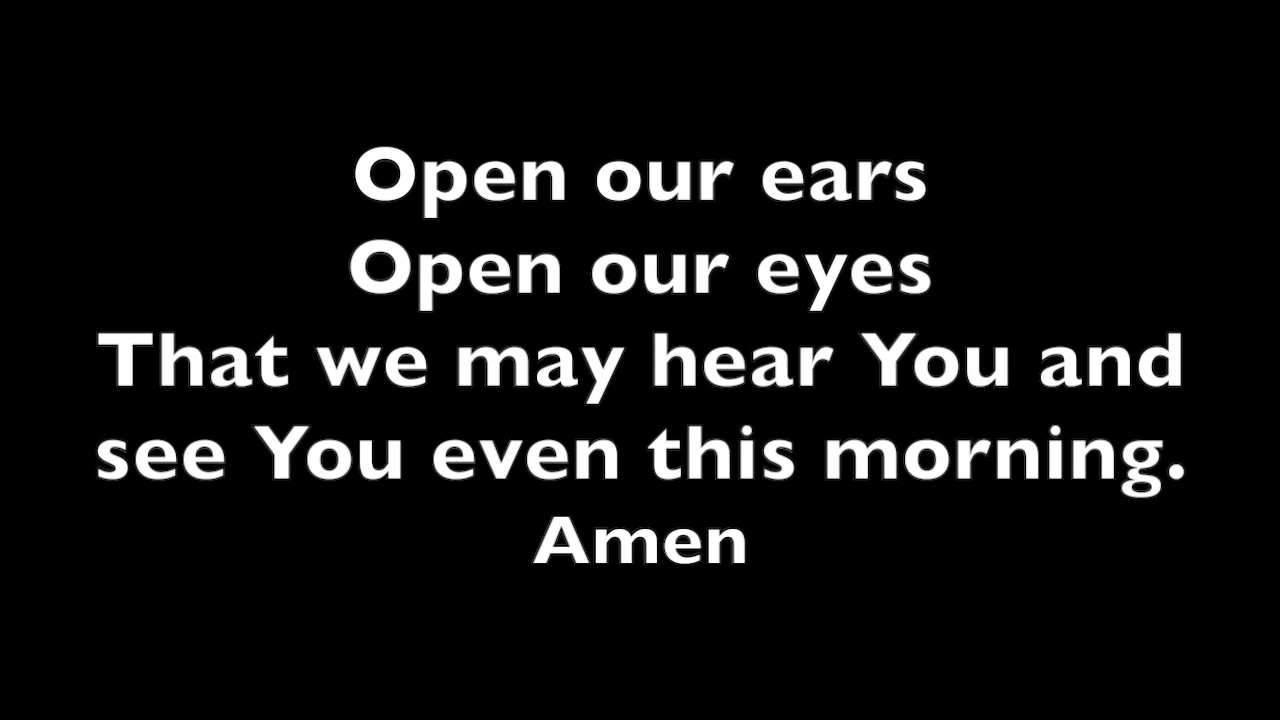 Open our ears
Open our eyes
That we may hear You and
see You even this morning.
Amen